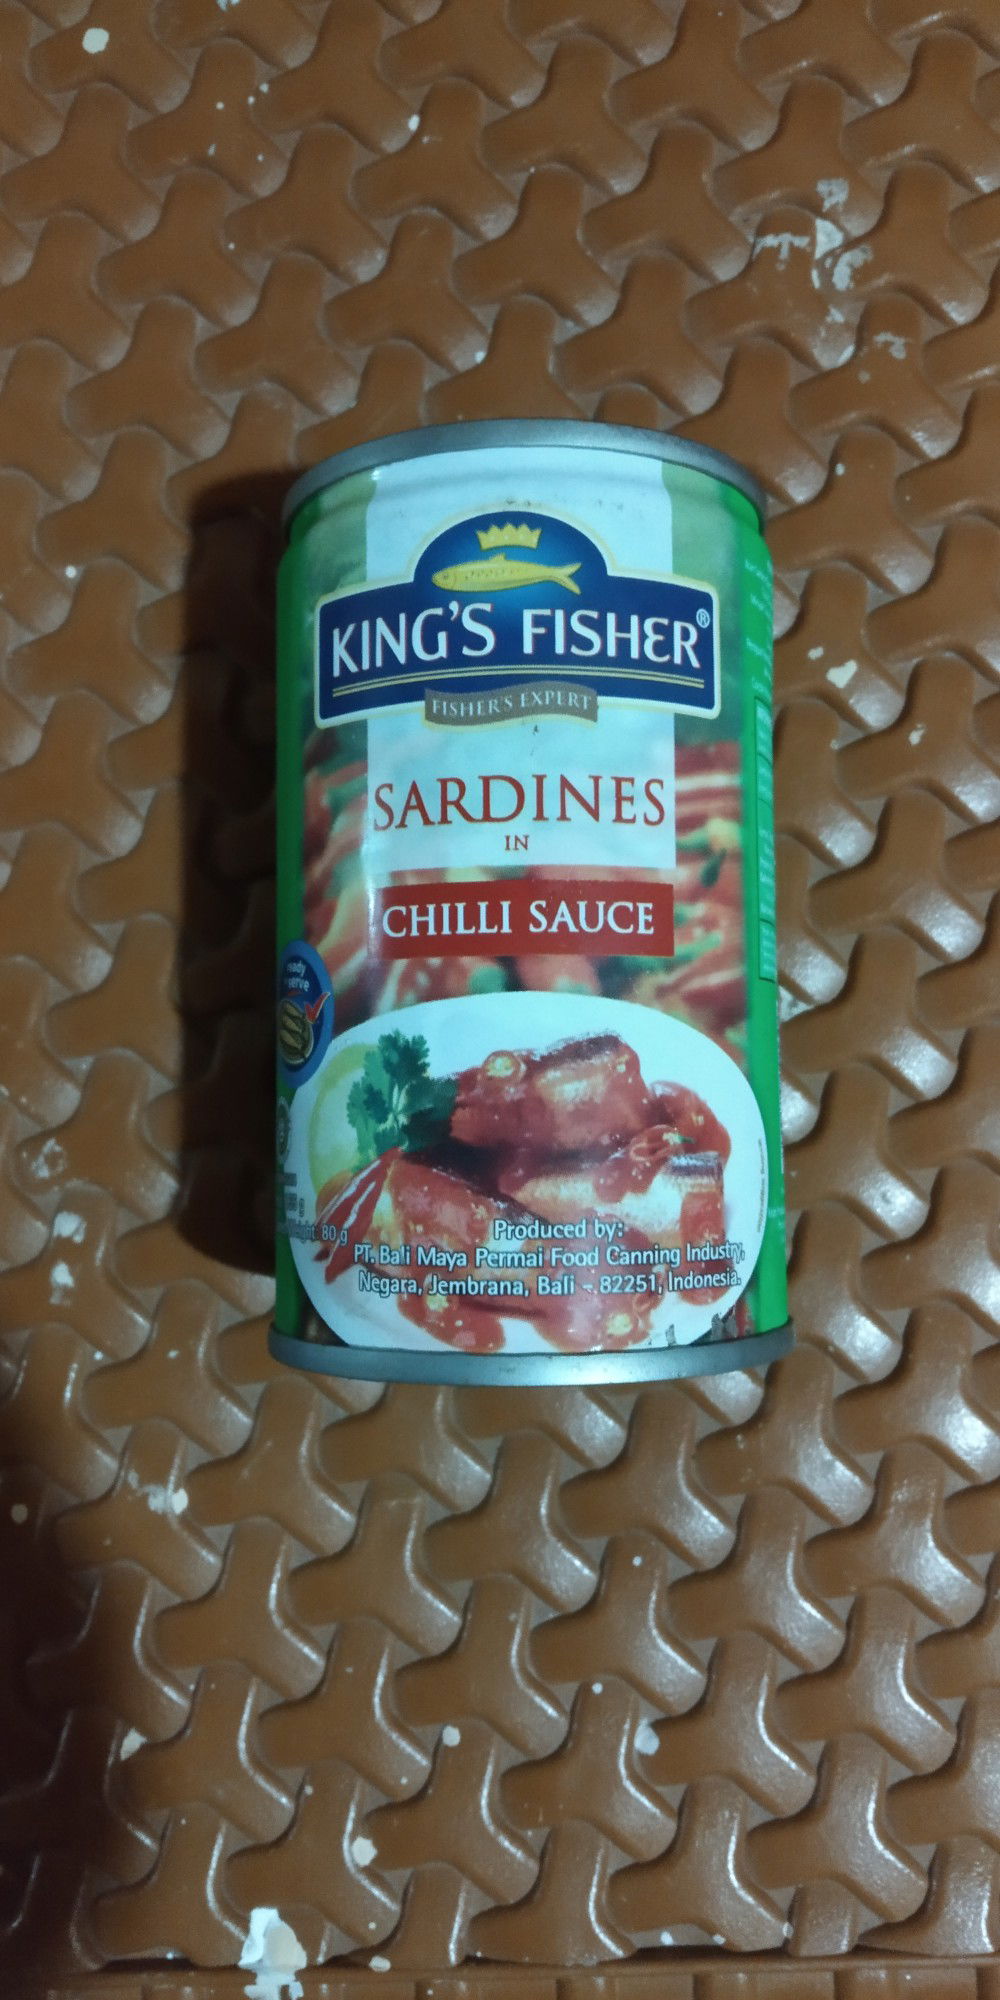 KING'S FISHER®
FISHER'S EXPERT
SARDINES
IN
CHILLI SAUCE
80 g
Produced by:
PT. Bali Maya Permai Food Canning Industry,
Negara, Jembrana, Bali - 82251, Indonesia.